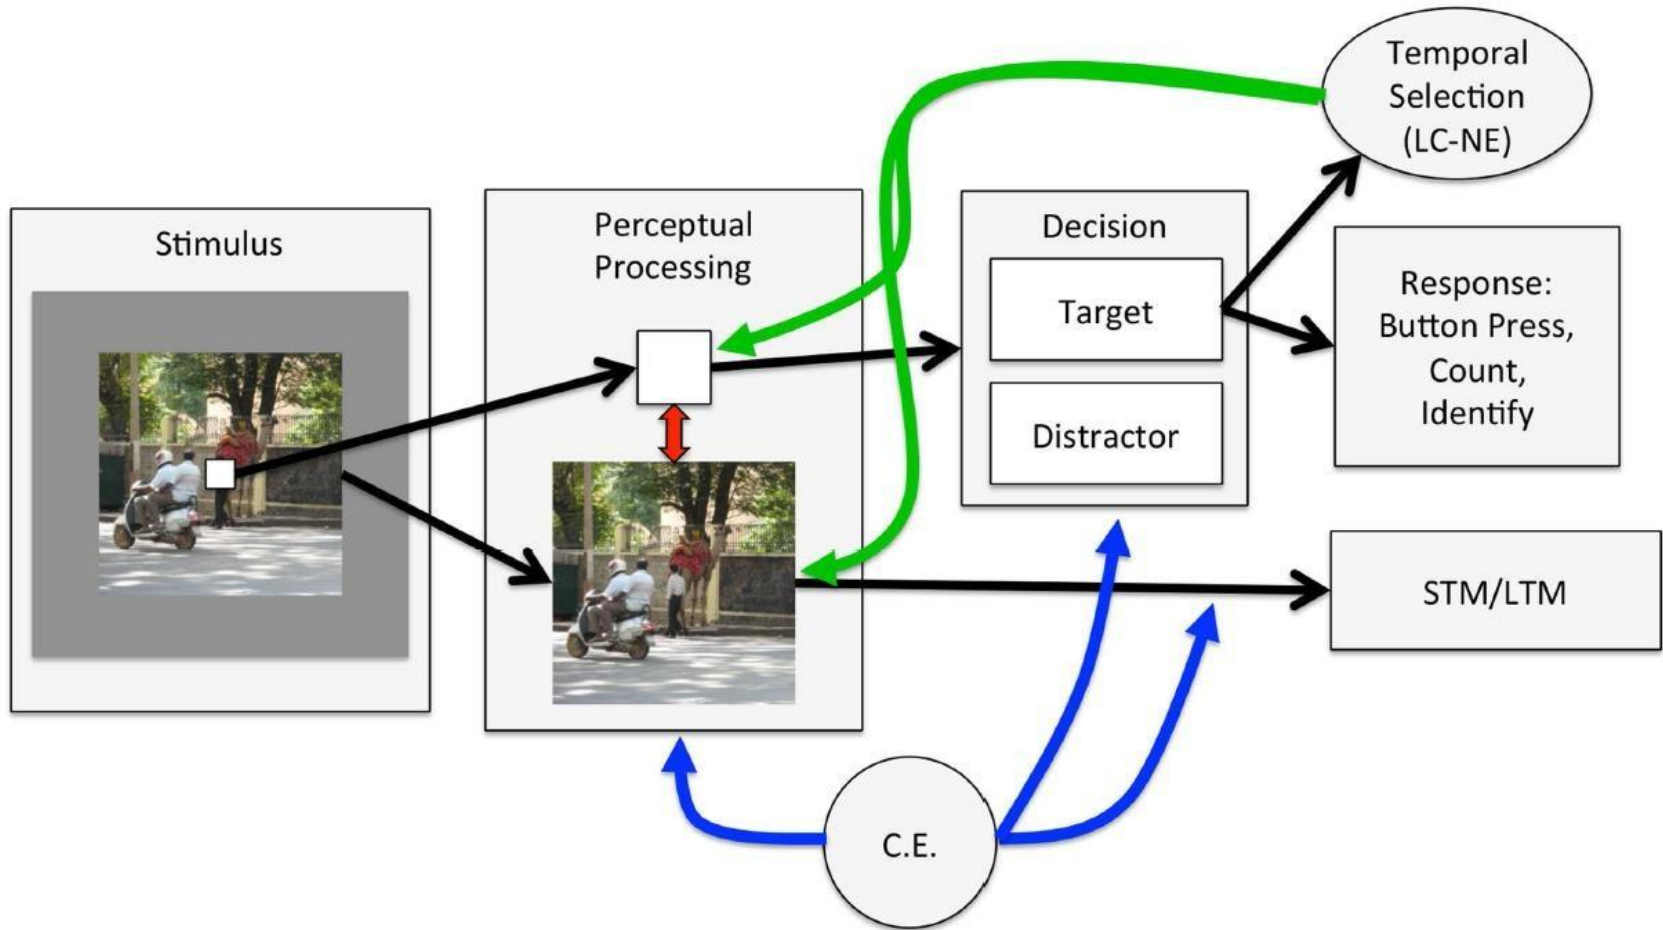 Stimulus
Perceptual
Processing
Decision
Target
Distractor
Temporal
Selection
(LC-NE)
Response:
Button Press,
Count,
Identify
STM/LTM
C.E.